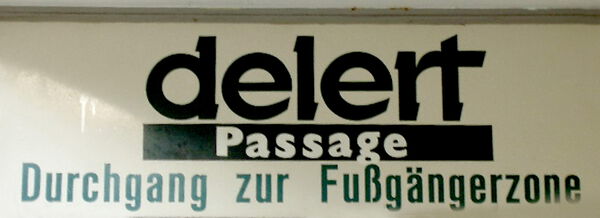 delert
Passage
Durchgang zur Fußgängerzone